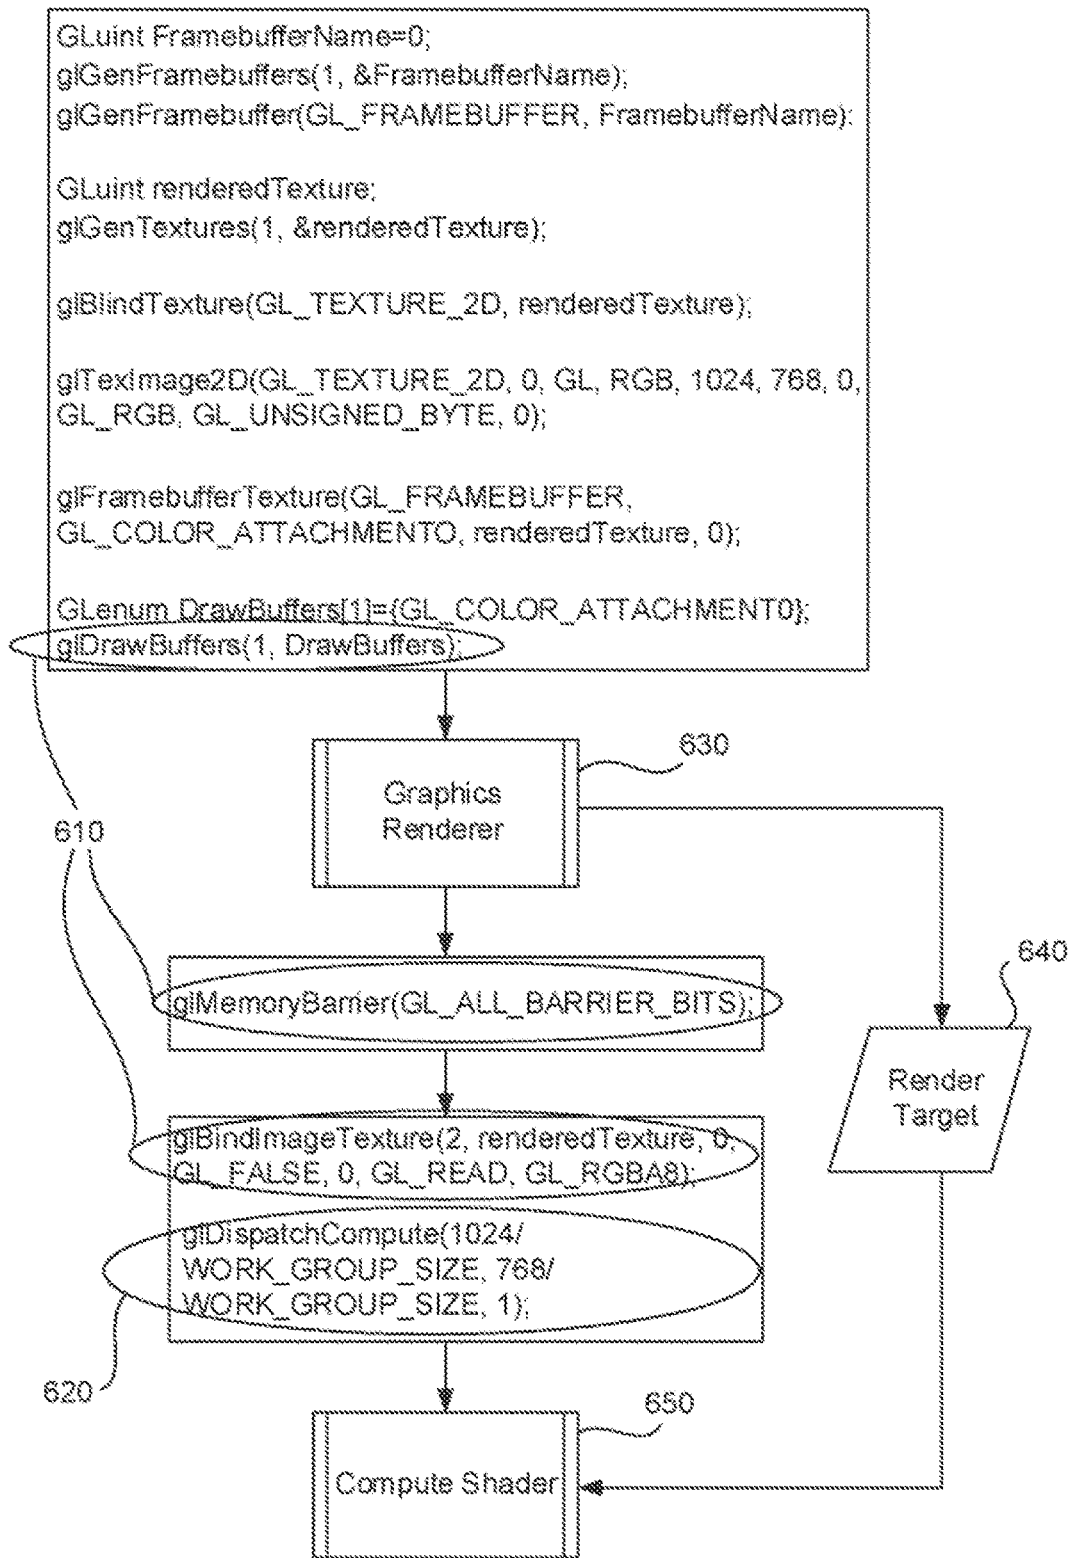 GLuint FramebufferName=0;
glGenFramebuffers(1, &FramebufferName);
glGenFramebuffer(GL_FRAMEBUFFER, FramebufferName):
GLuint renderedTexture;
glGenTextures(1, &renderedTexture);
glBlindTexture(GL_TEXTURE_2D, renderedTexture);
glTexImage2D(GL_TEXTURE_2D, 0, GL, RGB, 1024, 768, 0,
GL_RGB, GL_UNSIGNED_BYTE, 0);
glFramebufferTexture(GL_FRAMEBUFFER,
GL_COLOR_ATTACHMENTO, renderedTexture, 0);
GLenum DrawBuffers[1]={GL_COLOR_ATTACHMENT0};
glDrawBuffers(1, DrawBuffers);
630
Graphics
Renderer
610
640
glMemoryBarrier(GL_ALL_BARRIER_BITS);
Render
Target
glBindImageTexture(2, renderedTexture, 0,
GL_FALSE, 0, GL_READ, GL_RGBA8);
glDispatchCompute(1024/
WORK_GROUP_SIZE, 768/
WORK_GROUP_SIZE, 1);
620
650
Compute Shader